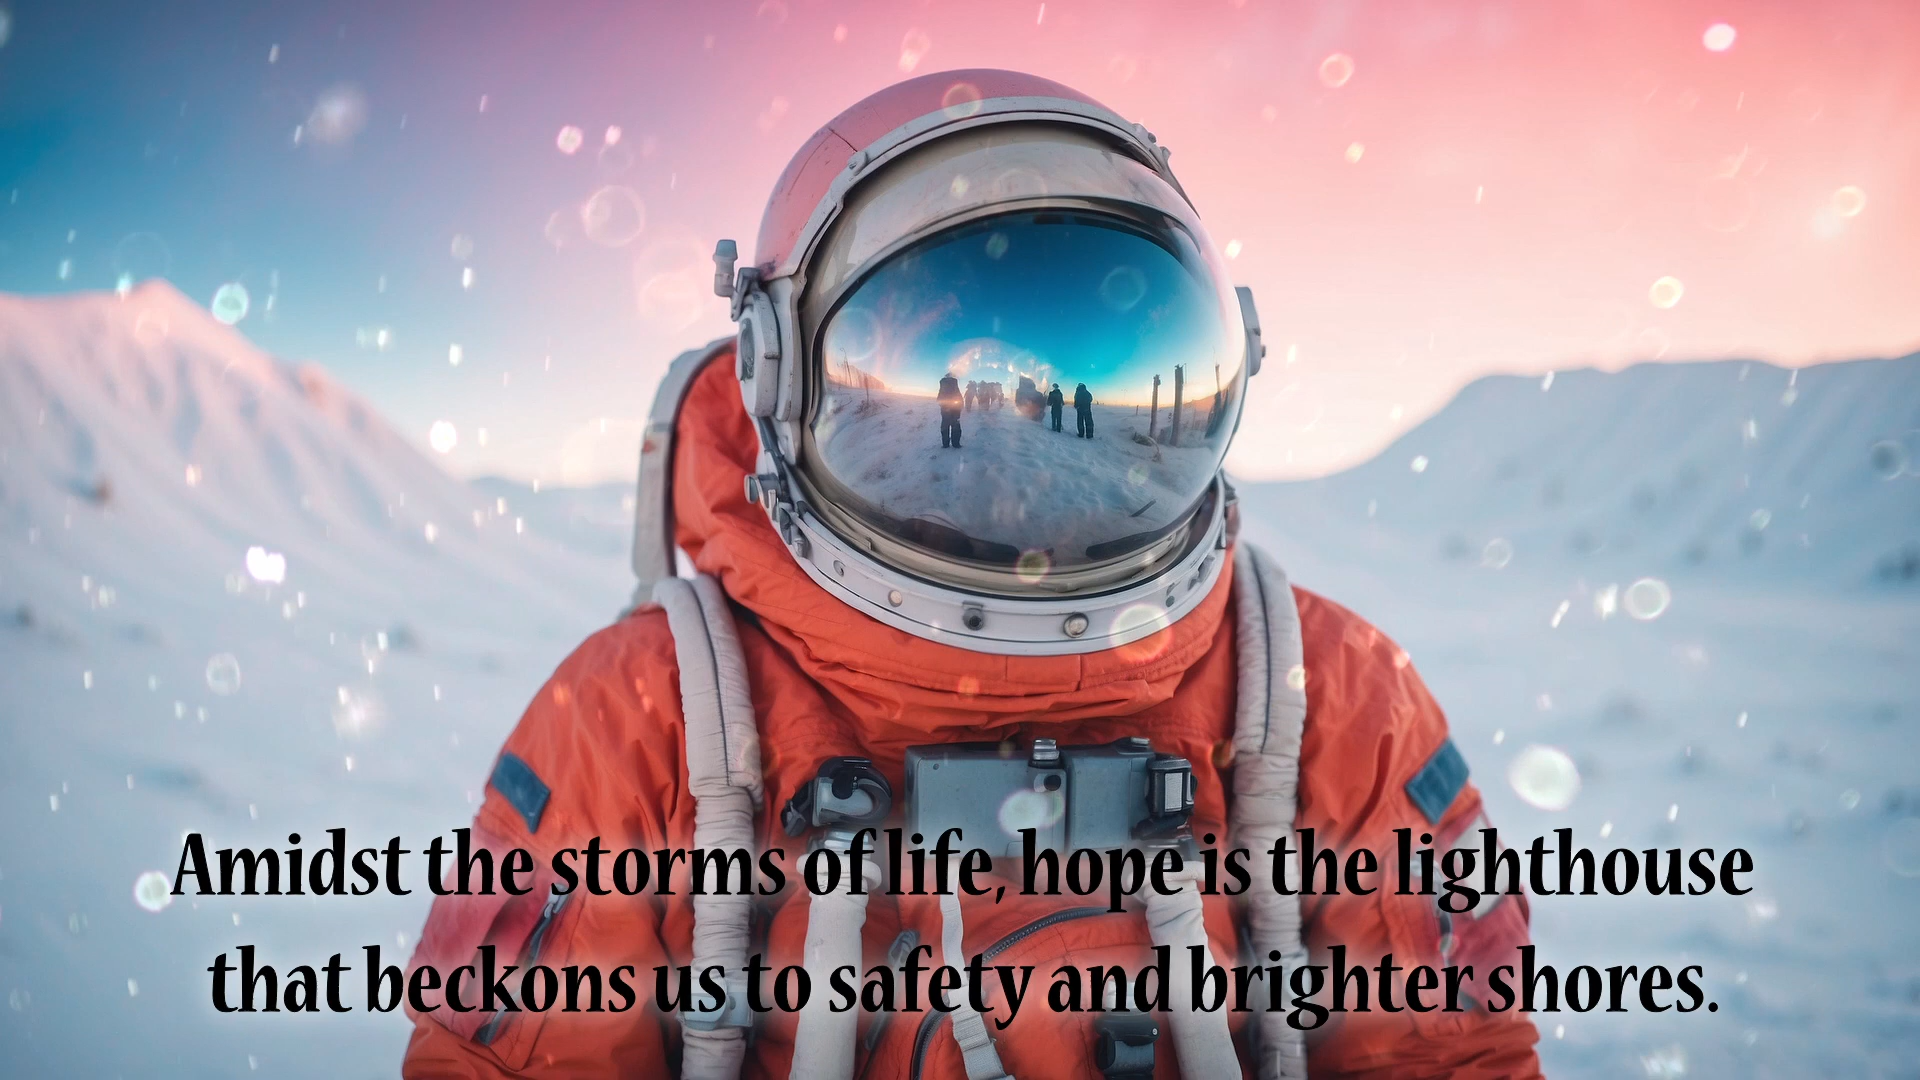 Amidst the storms of life, hope is the lighthouse
that beckons us to safety and brighter shores.